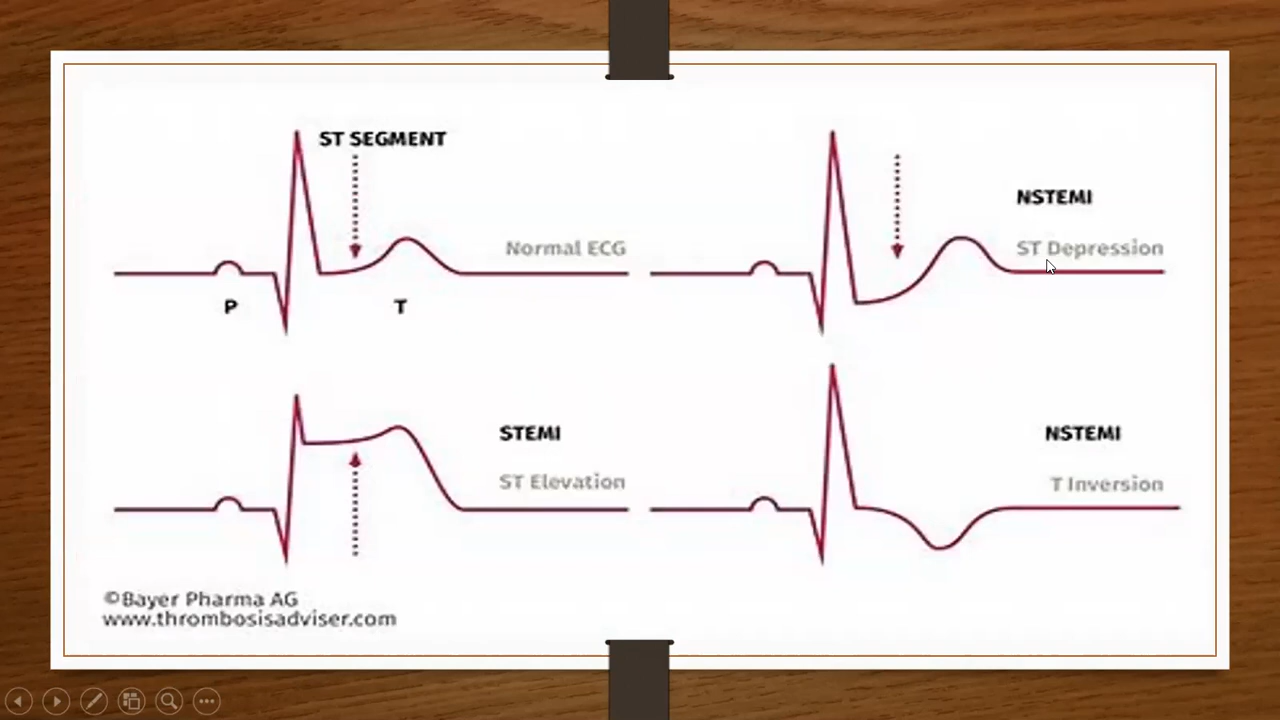 ST SEGMENT
Normal ECG
P
T
NSTEMI
ST Depression
STEMI
ST Elevation
NSTEMI
T Inversion
©Bayer Pharma AG
www.thrombosisadviser.com